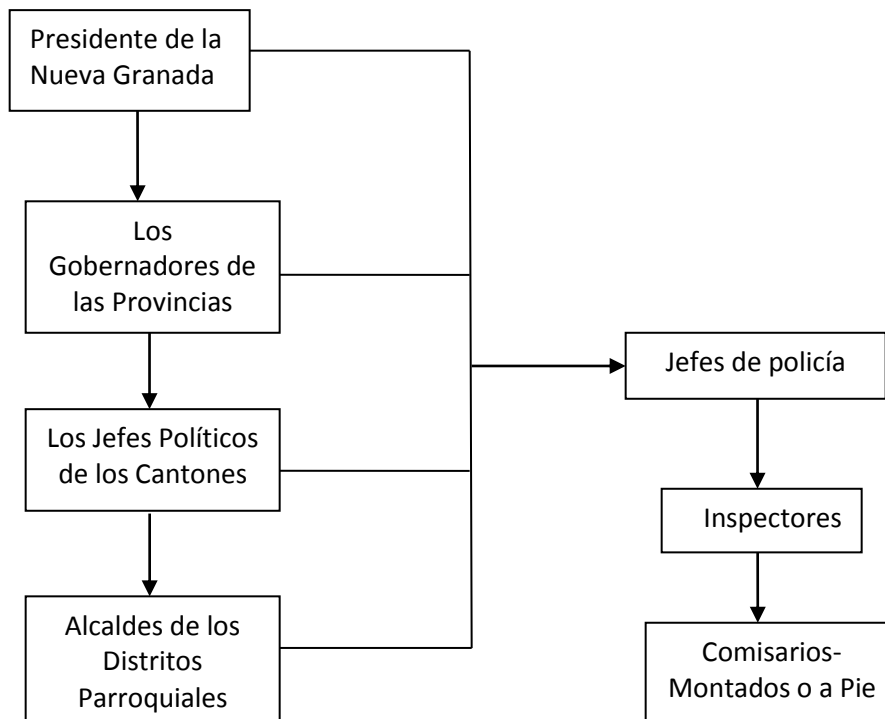 Presidente de la
Nueva Granada
Los
Gobernadores de
las Provincias
Los Jefes Políticos
de los Cantones
Alcaldes de los
Distritos
Parroquiales
Jefes de policía
Inspectores
Comisarios-
Montados o a Pie